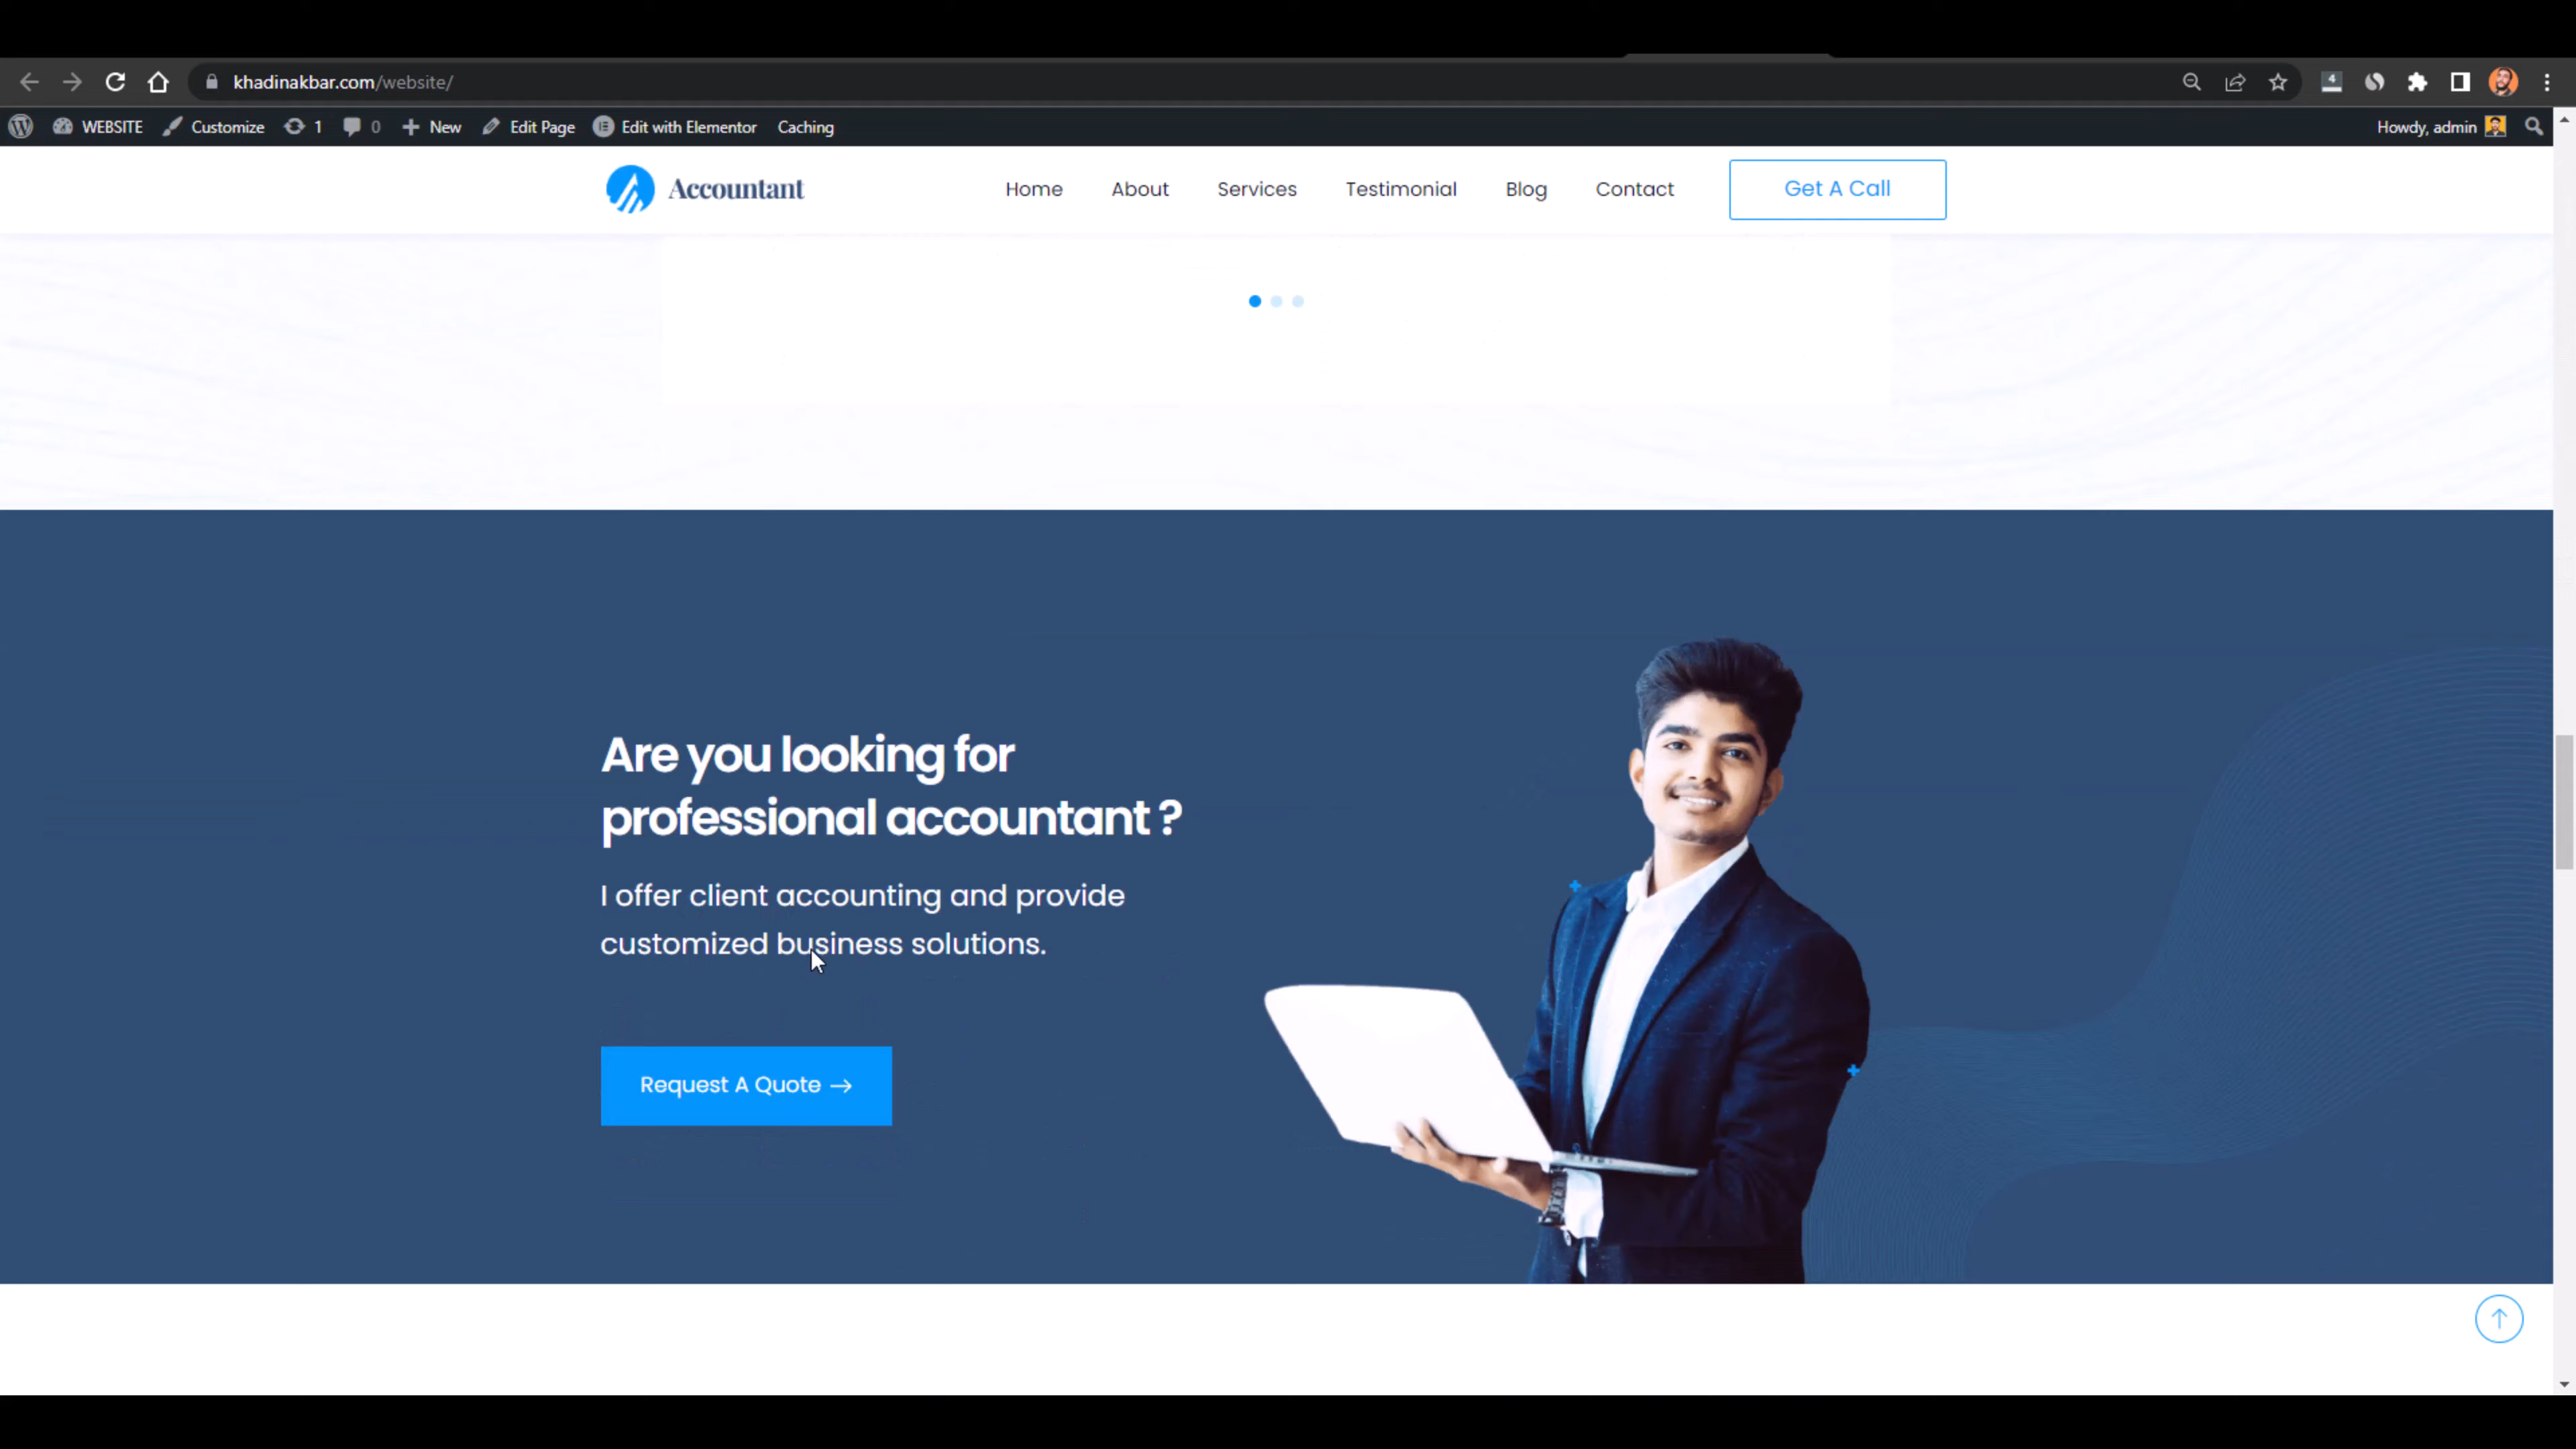 khadinakbar.com/website/
4
WEBSITE Customize 1 0 New Edit Page Edit with Elementor Caching Howdy, admin
Accountant Home About Services Testimonial Blog Contact Get A Call
Are you looking for
professional accountant ?
I offer client accounting and provide
customized business solutions.
Request A Quote →